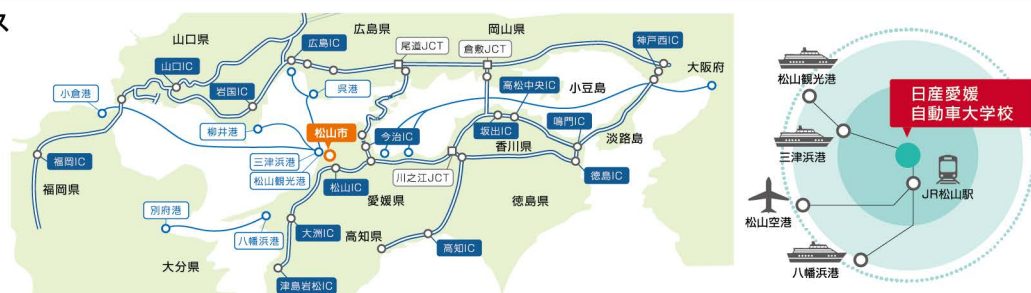 ス
山口県
広島県
岡山県
広島IC
尾道JCT
倉敷JCT
神戸西IC
大阪府
山口IC
小倉港
岩国IC
呉港
高松中央IC
小豆島
柳井港
松山市
今治IC
坂出IC
鳴門IC
香川県
淡路島
福岡IC
三津浜港
松山観光港
川之江JCT
徳島IC
福岡県
松山IC
愛媛県
徳島県
別府港
八幡浜港
大洲IC
高知県
高知IC
大分県
津島岩松IC
松山観光港
日産愛媛
自動車大学校
三津浜港
JR松山駅
松山空港
八幡浜港